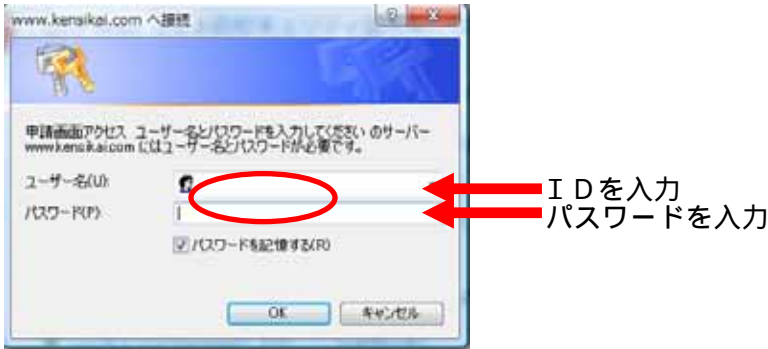 www.kensikai.com へ接続
申請画面アクセス ユーザー名とパスワードを入力してください のサーバー
www.kensikai.com にはユーザー名とパスワードが必要です。
ユーザー名(U):
IDを入力
パスワード(P):
パスワードを入力
パスワードを記憶する(R)
OK キャンセル